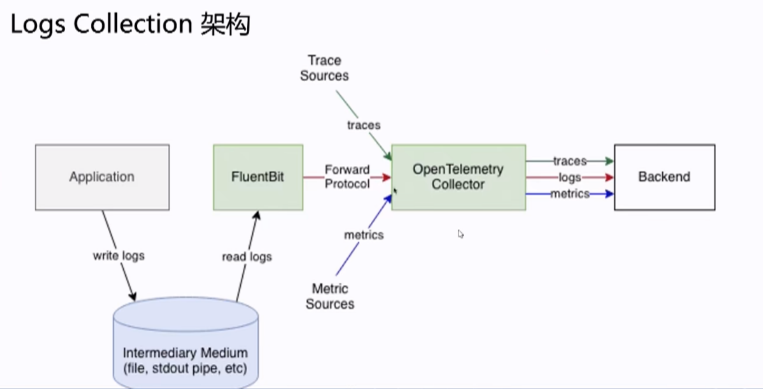 Logs Collection 架构
Trace
Sources
traces
Application
FluentBit
Forward
Protocol
OpenTelemetry
Collector
traces
logs
metrics
Backend
write logs
read logs
metrics
Metric
Sources
Intermediary Medium
(file, stdout pipe, etc)